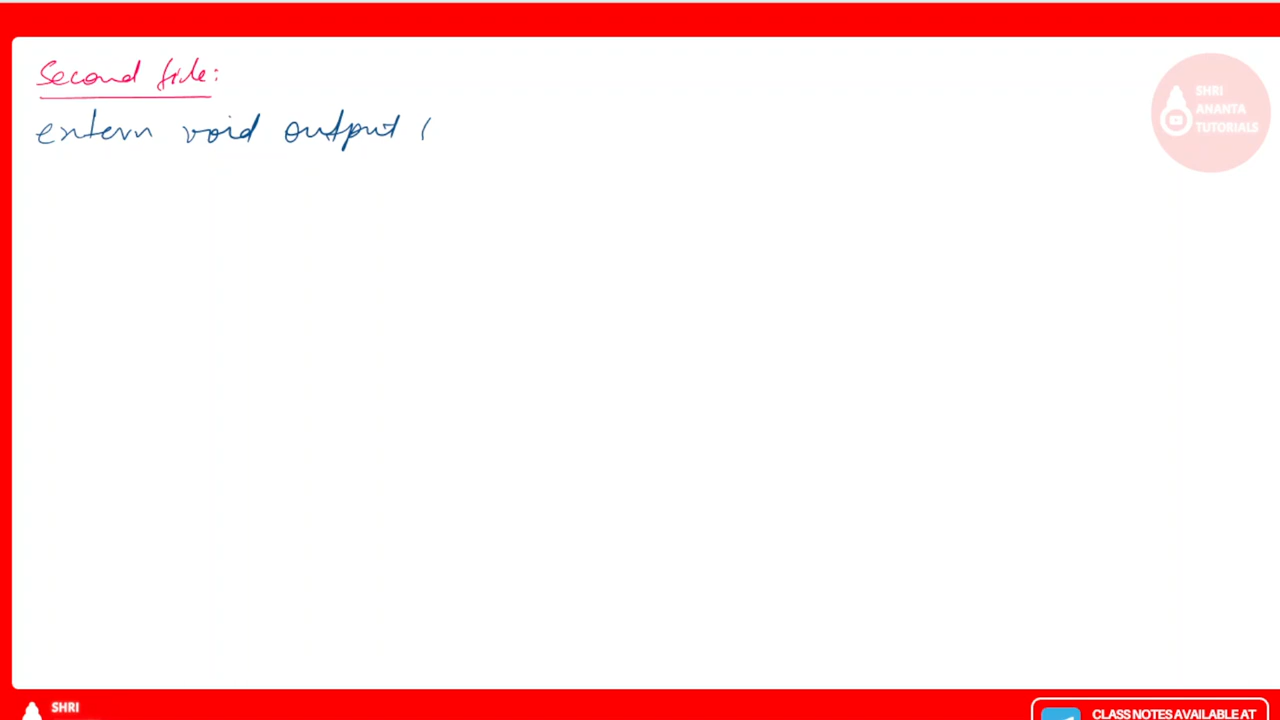 Second file:
extern void output (
SHRI
ANANTA
TUTORIALS
SHRI
CLASS NOTES AVAILABLE AT